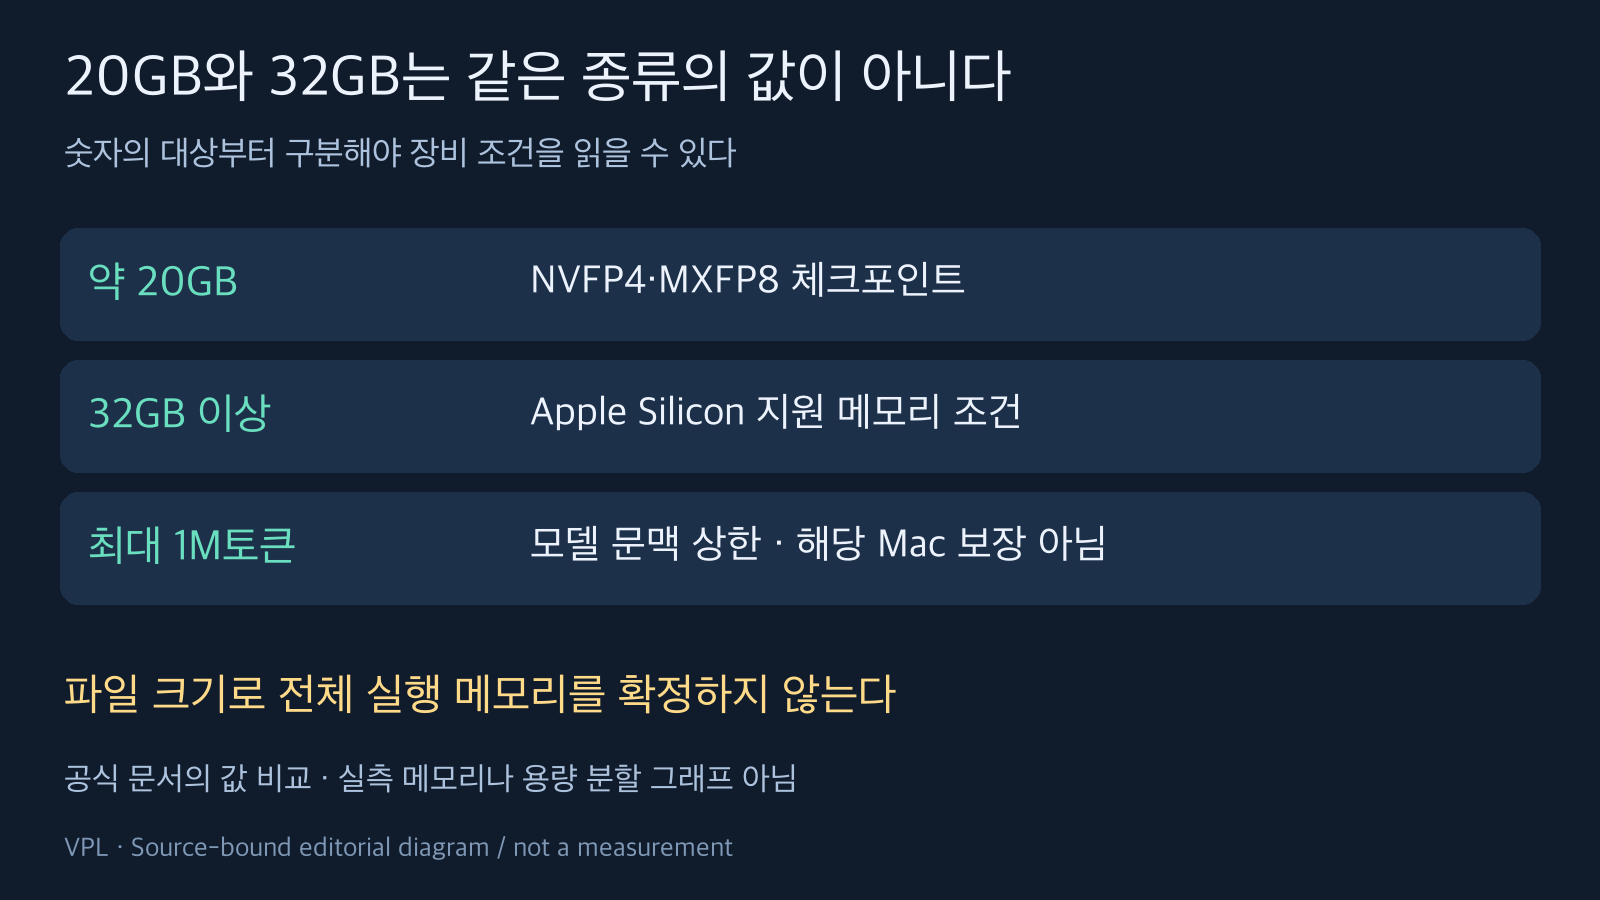 20GB와 32GB는 같은 종류의 값이 아니다
숫자의 대상부터 구분해야 장비 조건을 읽을 수 있다
약 20GB
NVFP4·MXFP8 체크포인트
32GB 이상
Apple Silicon 지원 메모리 조건
최대 1M토큰
모델 문맥 상한 · 해당 Mac 보장 아님
파일 크기로 전체 실행 메모리를 확정하지 않는다
공식 문서의 값 비교 · 실측 메모리나 용량 분할 그래프 아님
VPL · Source-bound editorial diagram / not a measurement